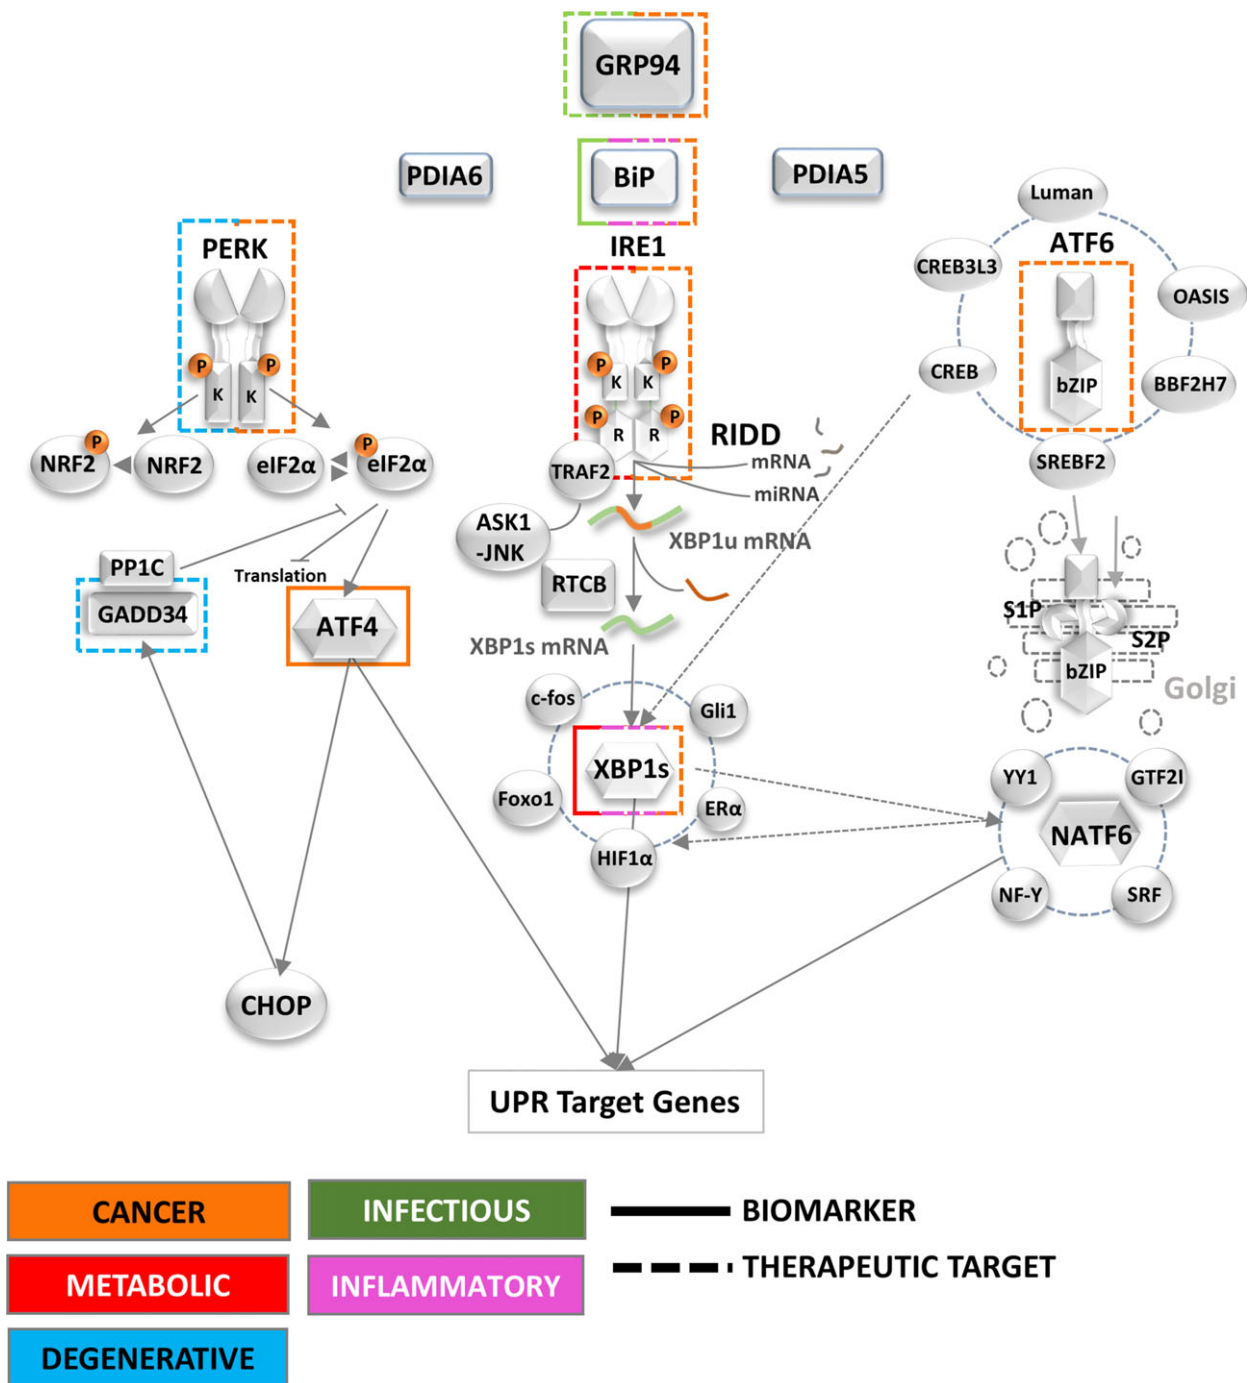 GRP94
PDIA6
BiP
PDIA5
Luman
PERK
IRE1
ATF6
CREB3L3
OASIS
P
P
K
K
P
P
K
K
P
P
R
R
CREB
bZIP
BBF2H7
RIDD
NRF2
P
NRF2
eIF2α
P
eIF2α
TRAF2
mRNA
miRNA
SREBF2
ASK1
-JNK
XBP1u mRNA
PP1C
Translation
RTCB
GADD34
ATF4
XBP1s mRNA
S1P
S2P
bZIP
Golgi
c-fos
Gli1
XBP1s
Foxo1
ERα
HIF1α
YY1
GTF2I
NATF6
NF-Y
SRF
CHOP
UPR Target Genes
CANCER
INFECTIOUS
BIOMARKER
METABOLIC
INFLAMMATORY
THERAPEUTIC TARGET
DEGENERATIVE